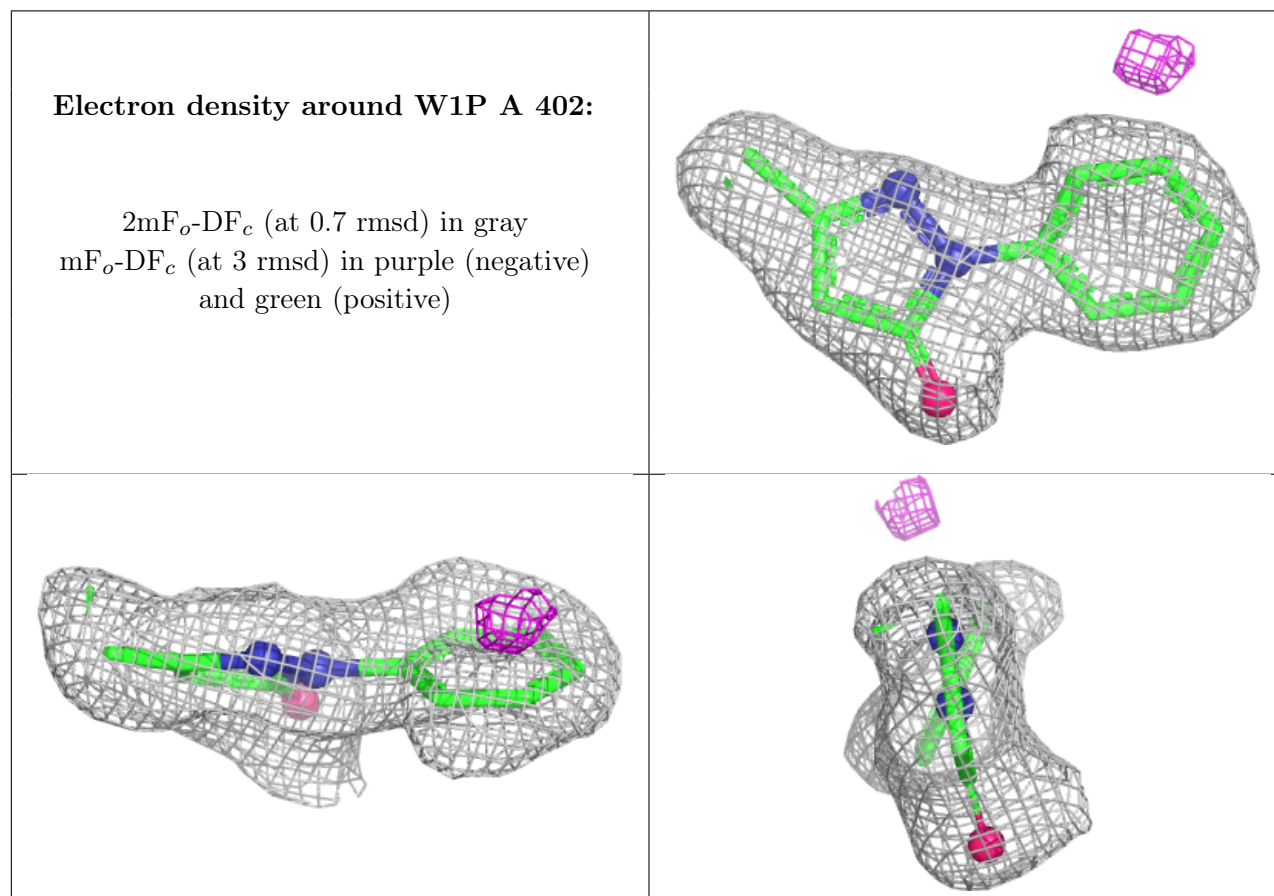 Electron density around W1P A 402:
2mFo-DFc (at 0.7 rmsd) in gray
mFo-DFc (at 3 rmsd) in purple (negative)
and green (positive)